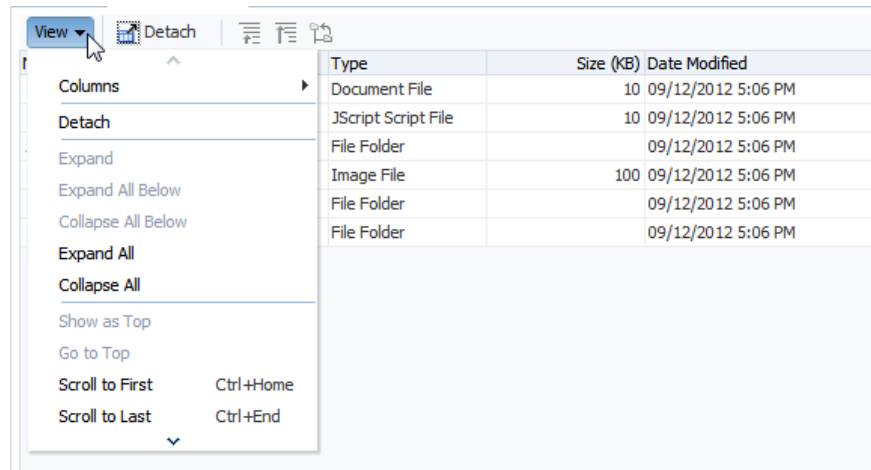 View Detach
Type Size (KB) Date Modified
Columns
Document File 10 09/12/2012 5:06 PM
Detach
JScript Script File 10 09/12/2012 5:06 PM
Expand
File Folder 09/12/2012 5:06 PM
Expand All Below
Image File 100 09/12/2012 5:06 PM
Collapse All Below
File Folder 09/12/2012 5:06 PM
Expand All
File Folder 09/12/2012 5:06 PM
Collapse All
Show as Top
Go to Top
Scroll to First Ctrl+Home
Scroll to Last Ctrl+End